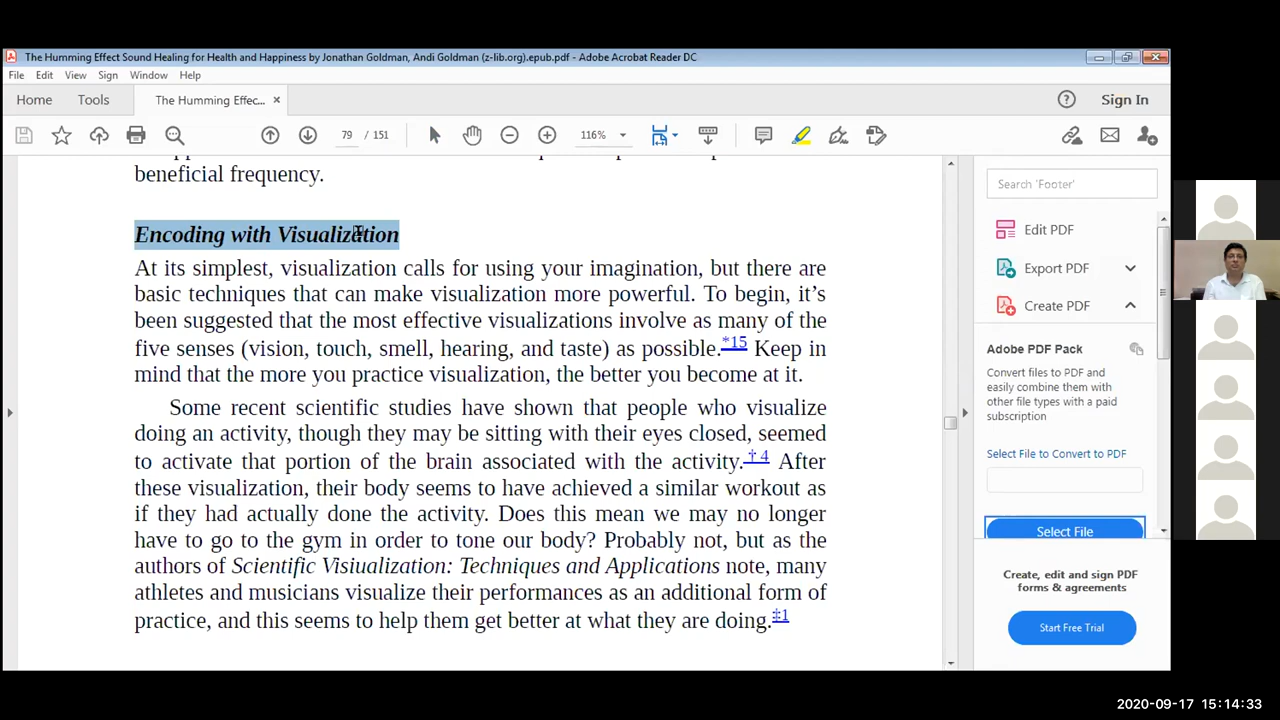 The Humming Effect Sound Healing for Health and Happiness by Jonathan Goldman, Andi Goldman (z-lib.org).epub.pdf - Adobe Acrobat Reader DC
File Edit View Sign Window Help
Home Tools The Humming Effec... × Sign In
79 / 151 116%
beneficial frequency.
Encoding with Visualization
At its simplest, visualization calls for using your imagination, but there are
basic techniques that can make visualization more powerful. To begin, it’s
been suggested that the most effective visualizations involve as many of the
five senses (vision, touch, smell, hearing, and taste) as possible.*15 Keep in
mind that the more you practice visualization, the better you become at it.
Some recent scientific studies have shown that people who visualize
doing an activity, though they may be sitting with their eyes closed, seemed
to activate that portion of the brain associated with the activity.†4 After
these visualization, their body seems to have achieved a similar workout as
if they had actually done the activity. Does this mean we may no longer
have to go to the gym in order to tone our body? Probably not, but as the
authors of Scientific Visiualization: Techniques and Applications note, many
athletes and musicians visualize their performances as an additional form of
practice, and this seems to help them get better at what they are doing.‡1
Search 'Footer'
Edit PDF
Export PDF
Create PDF
Adobe PDF Pack
Convert files to PDF and
easily combine them with
other file types with a paid
subscription
Select File to Convert to PDF
Select File
Create, edit and sign PDF
forms & agreements
Start Free Trial
2020-09-17 15:14:33